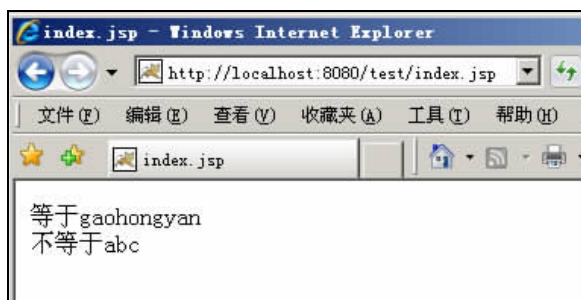 index.jsp - Windows Internet Explorer
http://localhost:8080/test/index.jsp
文件(F) 编辑(E) 查看(V) 收藏夹(A) 工具(T) 帮助(H)
index.jsp
等于gaohongyan
不等于abc